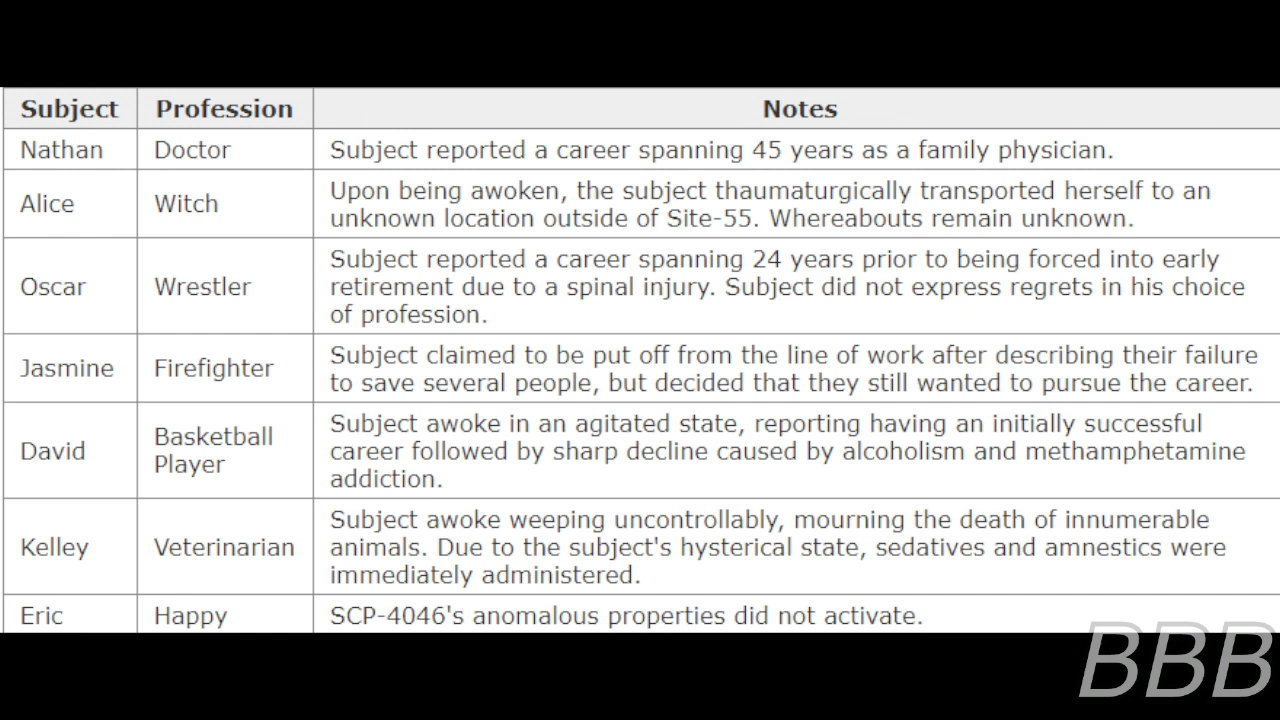 Subject Profession Notes
Nathan Doctor Subject reported a career spanning 45 years as a family physician.
Alice Witch Upon being awoken, the subject thaumaturgically transported herself to an
unknown location outside of Site-55. Whereabouts remain unknown.
Oscar Wrestler Subject reported a career spanning 24 years prior to being forced into early
retirement due to a spinal injury. Subject did not express regrets in his choice
of profession.
Jasmine Firefighter Subject claimed to be put off from the line of work after describing their failure
to save several people, but decided that they still wanted to pursue the career.
David Basketball
Player Subject awoke in an agitated state, reporting having an initially successful
career followed by sharp decline caused by alcoholism and methamphetamine
addiction.
Kelley Veterinarian Subject awoke weeping uncontrollably, mourning the death of innumerable
animals. Due to the subject's hysterical state, sedatives and amnestics were
immediately administered.
Eric Happy SCP-4046's anomalous properties did not activate.
BBB